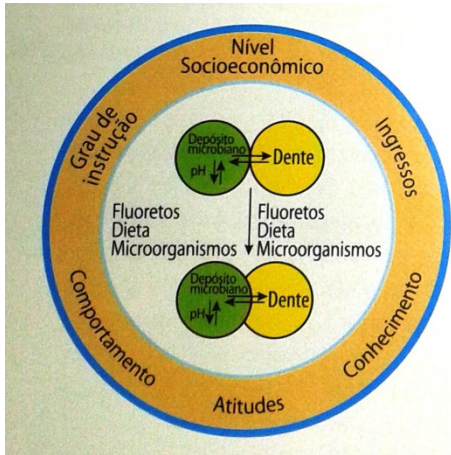 Nível
Socioeconômico
Grau de
instrução
Ingressos
Depósito
microbiano
pH
Dente
Fluoretos
Dieta
Microorganismos
Fluoretos
Dieta
Microorganismos
Depósito
microbiano
pH
Dente
Comportamento
Conhecimento
Atitudes